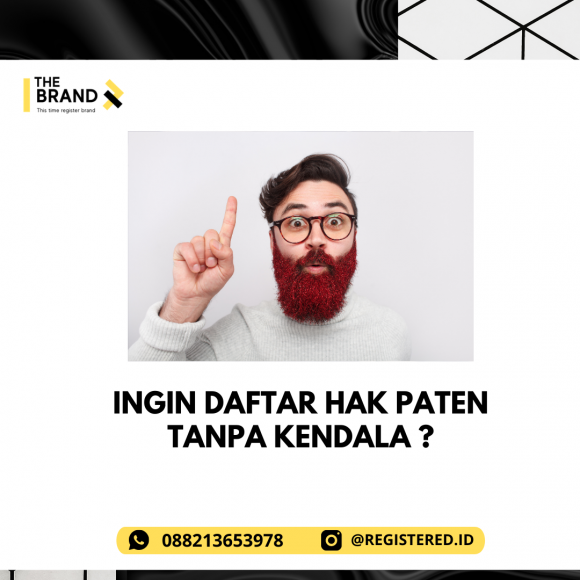 THE
BRAND
This time register brand
INGIN DAFTAR HAK PATEN
TANPA KENDALA ?
088213653978
@REGISTERED.ID